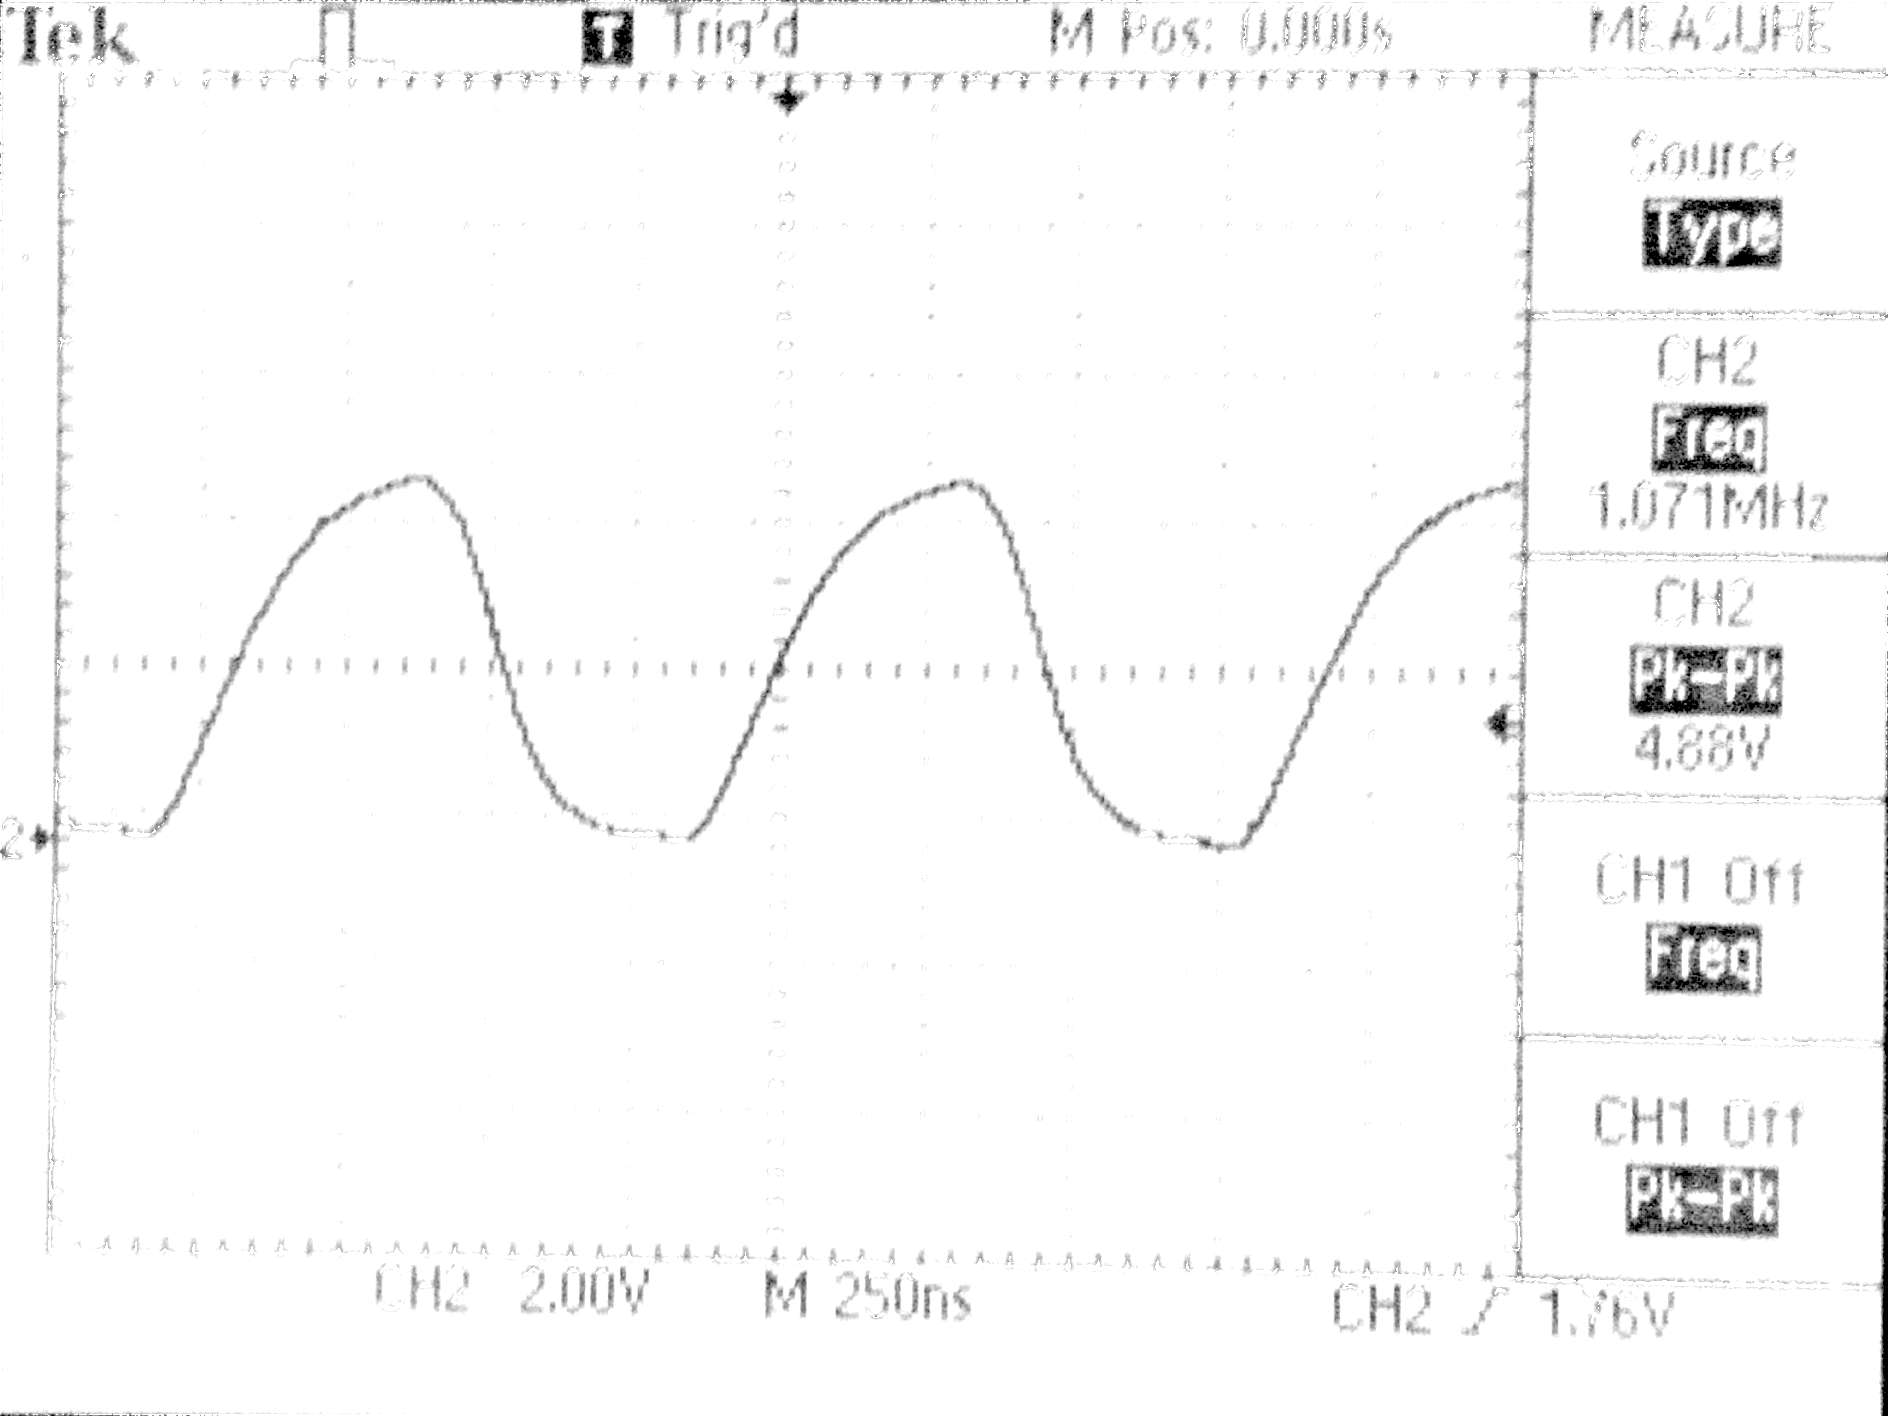 Tek T Trig'd M Pos: 0.000s MEASURE
Source
Type
CH2
Freq
1.071MHz
CH2
Pk-Pk
4.88V
2
CH1 Off
Freq
CH1 Off
Pk-Pk
CH2 2.00V M 250ns CH2 1.76V